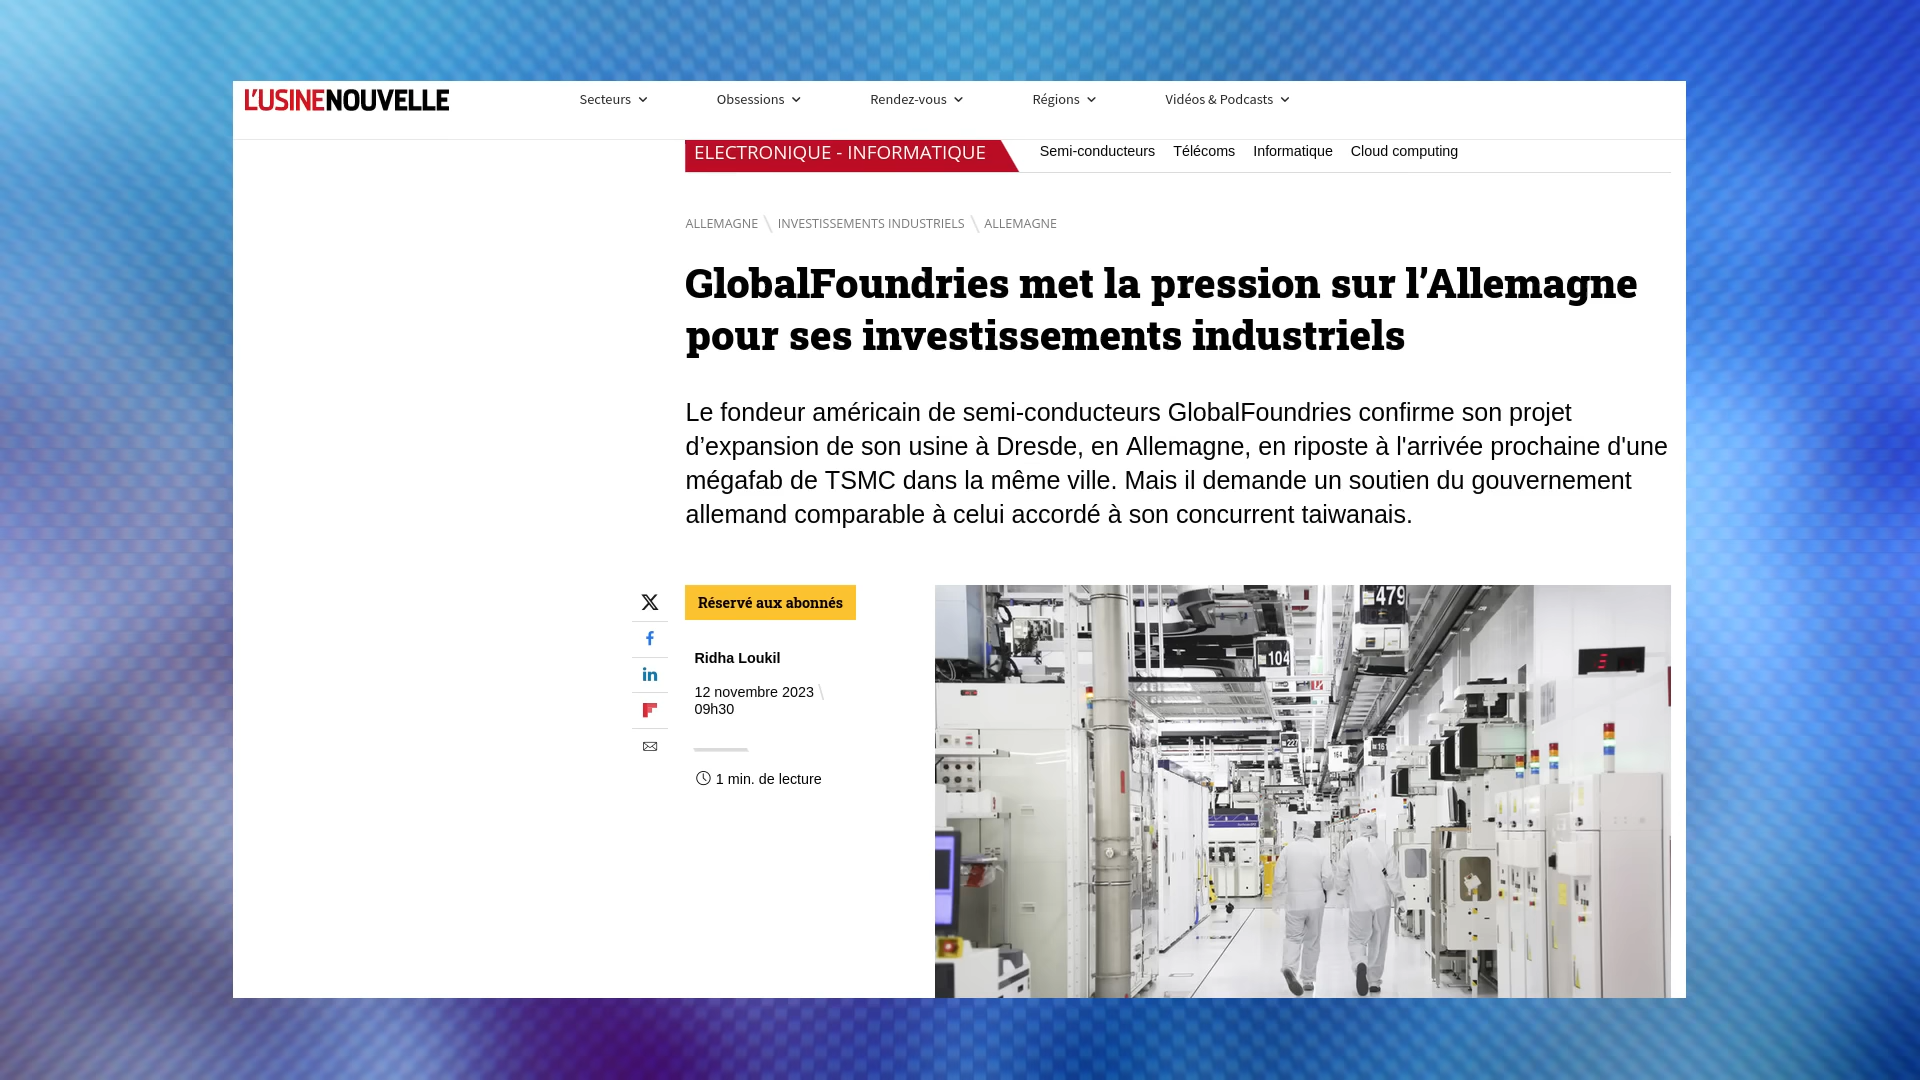 L'USINENOUVELLE
Secteurs
Obsessions
Rendez-vous
Régions
Vidéos & Podcasts
ELECTRONIQUE - INFORMATIQUE
Semi-conducteurs
Télécoms
Informatique
Cloud computing
ALLEMAGNE \ INVESTISSEMENTS INDUSTRIELS \ ALLEMAGNE
GlobalFoundries met la pression sur l’Allemagne
pour ses investissements industriels
Le fondeur américain de semi-conducteurs GlobalFoundries confirme son projet
d’expansion de son usine à Dresde, en Allemagne, en riposte à l'arrivée prochaine d'une
mégafab de TSMC dans la même ville. Mais il demande un soutien du gouvernement
allemand comparable à celui accordé à son concurrent taiwanais.
Réservé aux abonnés
Ridha Loukil
12 novembre 2023 \
09h30
1 min. de lecture
479
104
227
164
161